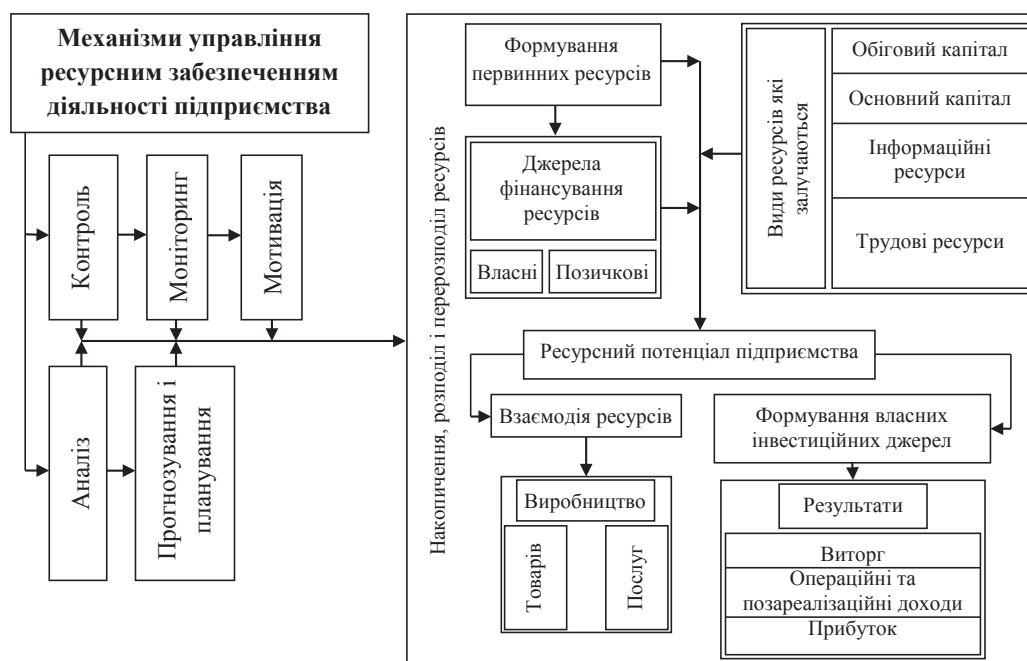 Механізми управління
ресурсним забезпеченням
діяльності підприємства
Контроль
Моніторинг
Мотивація
Аналіз
Прогнозування і
планування
Накопичення, розподіл і перерозподіл ресурсів
Формування
первинних ресурсів
Джерела
фінансування
ресурсів
Власні
Позичкові
Види ресурсів які
залучаються
Обіговий капітал
Основний капітал
Інформаційні
ресурси
Трудові ресурси
Ресурсний потенціал підприємства
Взаємодія ресурсів
Формування власних
інвестиційних джерел
Виробництво
Товарів
Послуг
Результати
Виторг
Операційні та
позареалізаційні доходи
Прибуток